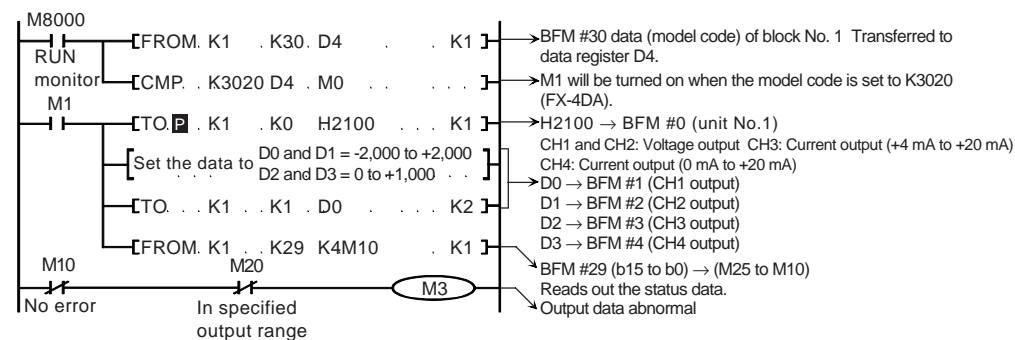 M8000
FROM. K1 . K30. D4 K1
BFM #30 data (model code) of block No. 1 Transferred to
data register D4.
RUN
monitor
CMP. . K3020 D4 . M0 . . . . .
M1 will be turned on when the model code is set to K3020
(FX-4DA).
M1
TO. P . K1 . K0 H2100 . . . K1
H2100 → BFM #0 (unit No.1)
CH1 and CH2: Voltage output CH3: Current output (+4 mA to +20 mA)
CH4: Current output (0 mA to +20 mA)
Set the data to D0 and D1 = -2,000 to +2,000
D2 and D3 = 0 to +1,000
D0 → BFM #1 (CH1 output)
D1 → BFM #2 (CH2 output)
D2 → BFM #3 (CH3 output)
D3 → BFM #4 (CH4 output)
TO. . . K1 . . K1 . D0 . . . . K2
FROM. K1 . . K29 K4M10 . K1
BFM #29 (b15 to b0) → (M25 to M10)
Reads out the status data.
M10
M20
M3
Output data abnormal
No error
In specified
output range